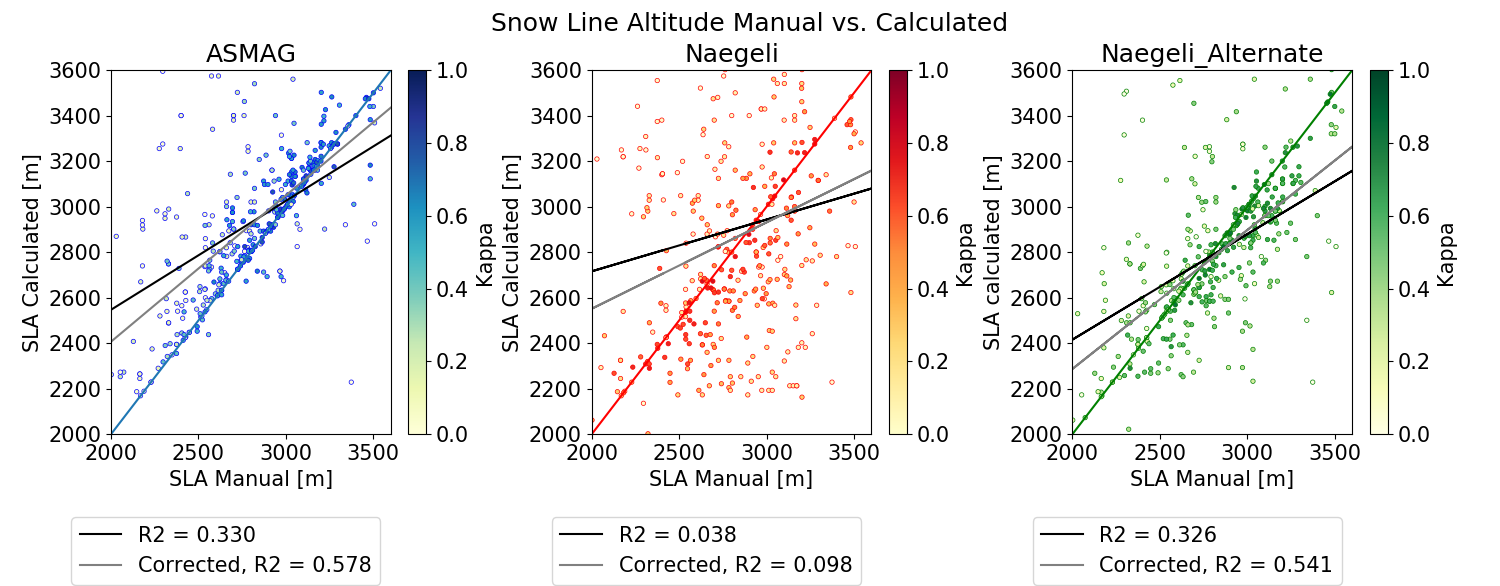 Snow Line Altitude Manual vs. Calculated
ASMAG
SLA Calculated [m]
3600
3400
3200
3000
2800
2600
2400
2200
2000
2000 2500 3000 3500
SLA Manual [m]
1.0
0.8
0.6
0.4
0.2
0.0
Kappa
R2 = 0.330
Corrected, R2 = 0.578
Naegeli
SLA Calculated [m]
3600
3400
3200
3000
2800
2600
2400
2200
2000
2000 2500 3000 3500
SLA Manual [m]
1.0
0.8
0.6
0.4
0.2
0.0
Kappa
R2 = 0.038
Corrected, R2 = 0.098
Naegeli_Alternate
SLA calculated [m]
3600
3400
3200
3000
2800
2600
2400
2200
2000
2000 2500 3000 3500
SLA Manual [m]
1.0
0.8
0.6
0.4
0.2
0.0
Kappa
R2 = 0.326
Corrected, R2 = 0.541